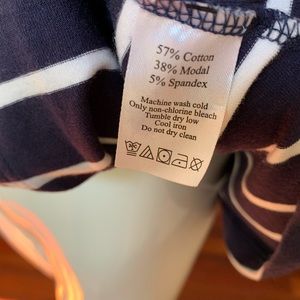 57% Cotton
38% Modal
5% Spandex
Machine wash cold
Only non-chlorine bleach
Tumble dry low
Cool iron
Do not dry clean